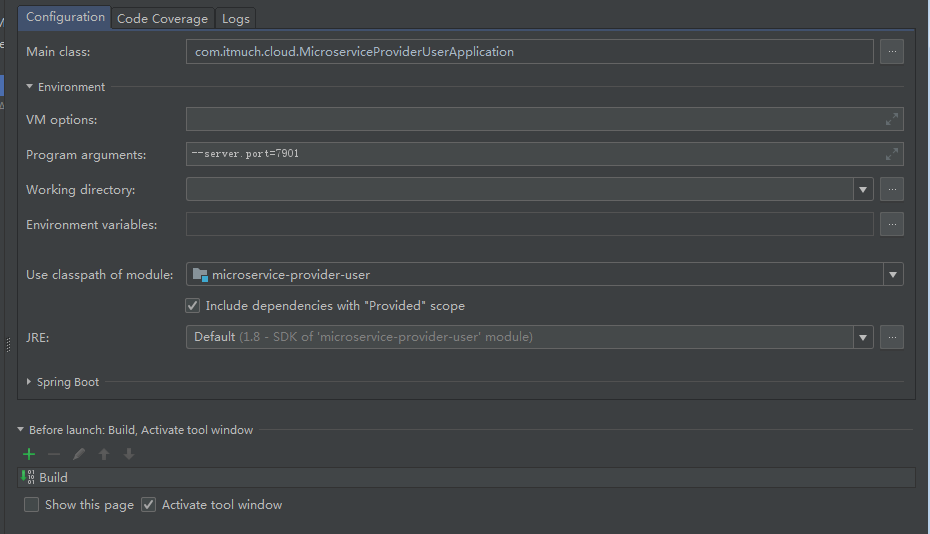 Configuration Code Coverage Logs
Main class: com.itmuch.cloud.MicroserviceProviderUserApplication ...
Environment
VM options:
Program arguments: --server.port=7901
Working directory: ...
Environment variables: ...
Use classpath of module: microservice-provider-user
Include dependencies with "Provided" scope
JRE: Default (1.8 - SDK of 'microservice-provider-user' module) ...
Spring Boot
Before launch: Build, Activate tool window
Build
Show this page Activate tool window